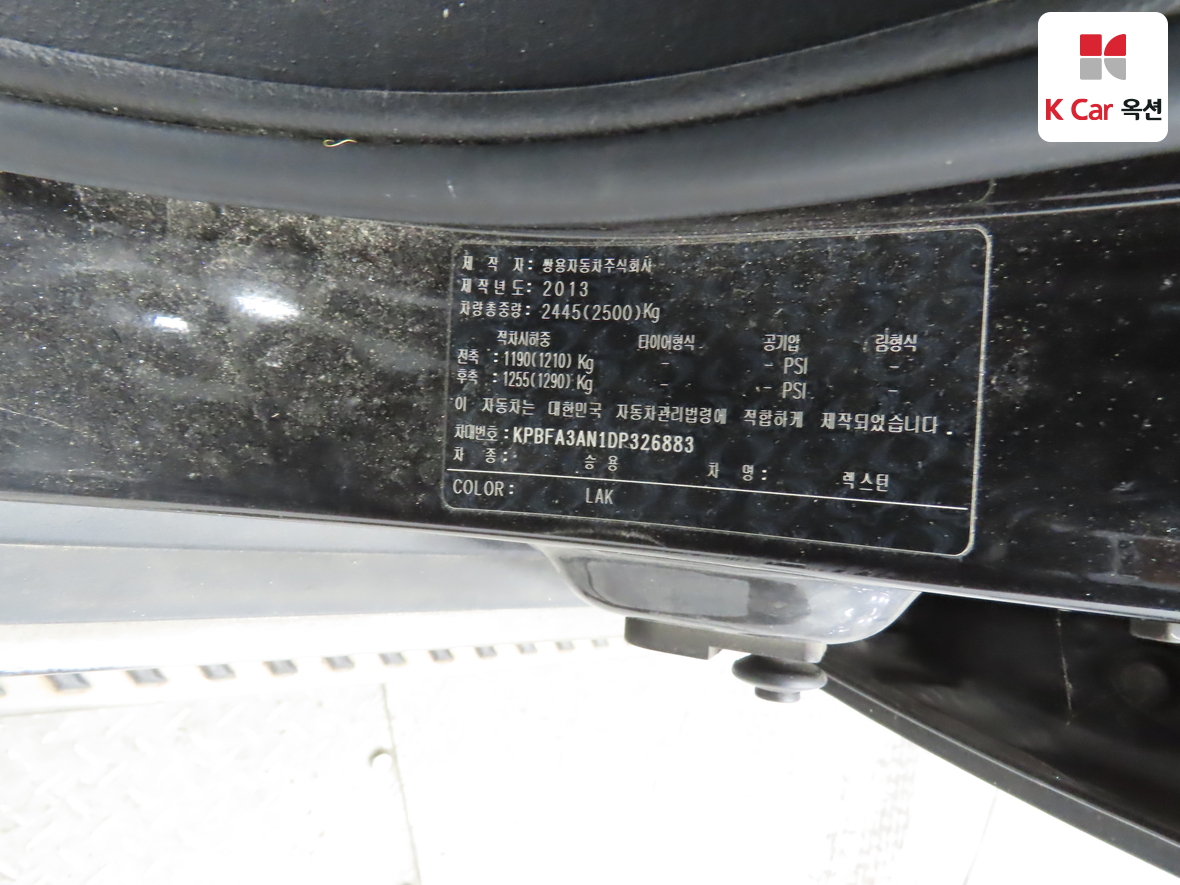 K Car 옥션
제 작 자: 쌍용자동차주식회사
제작년도: 2013
차량총중량: 2445(2500)Kg
적차시하중 타이어형식 공기압 림형식
전축 : 1190(1210) Kg - - PSI -
후축 : 1255(1290) Kg - - PSI -
이 자동차는 대한민국 자동차관리법령에 적합하게 제작되었습니다.
차대번호: KPBFA3AN1DP326883
차 종: 승용 차 명: 렉스턴
COLOR: LAK